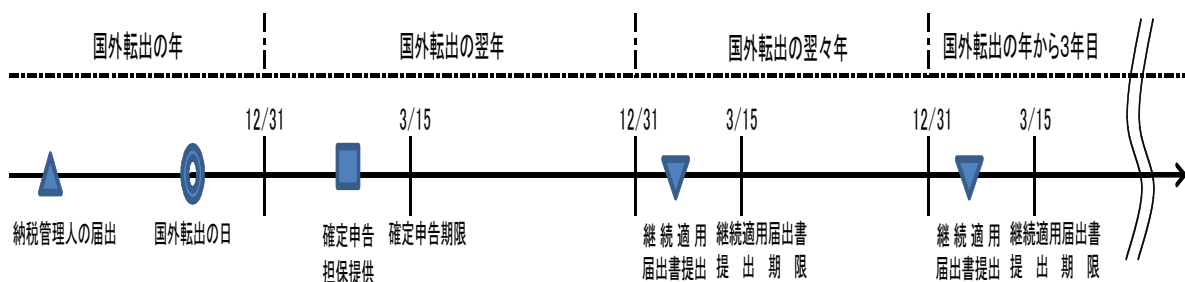 国外転出の年
国外転出の翌年
国外転出の翌々年
国外転出の年から3年目
12/31
3/15
12/31
3/15
12/31
3/15
納税管理人の届出
国外転出の日
確定申告
担保提供
確定申告期限
継続適用
届出書提出
継続適用届出書
提出期限
継続適用
届出書提出
継続適用届出書
提出期限